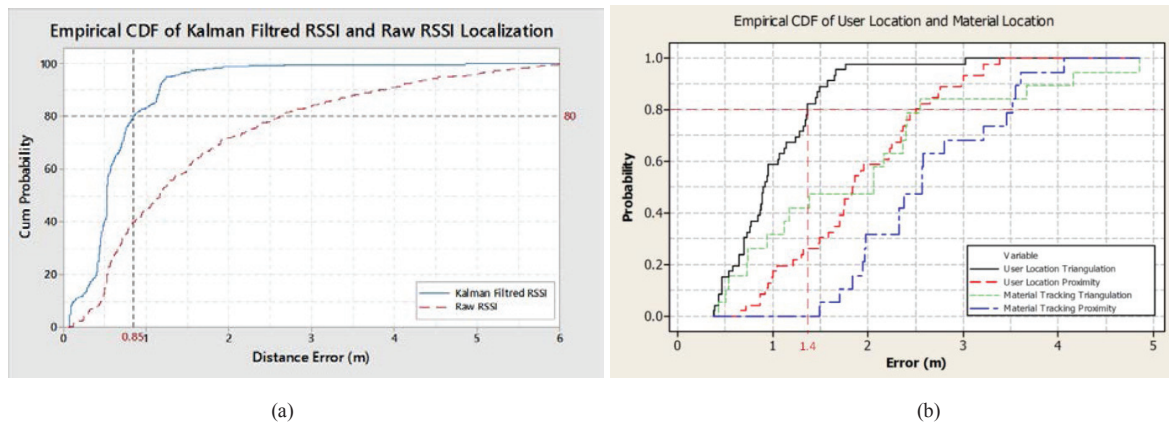 Empirical CDF of Kalman Filtred RSSI and Raw RSSI Localization
Cum Probability
100
80
60
40
20
0
80
Kalman Filtred RSSI
Raw RSSI
0
0.85
1
2
3
4
5
6
Distance Error (m)
(a)
Empirical CDF of User Location and Material Location
Probability
1.0
0.8
0.6
0.4
0.2
0.0
Variable
User Location Triangulation
User Location Proximity
Material Tracking Triangulation
Material Tracking Proximity
0
1
1.4
2
3
4
5
Error (m)
(b)